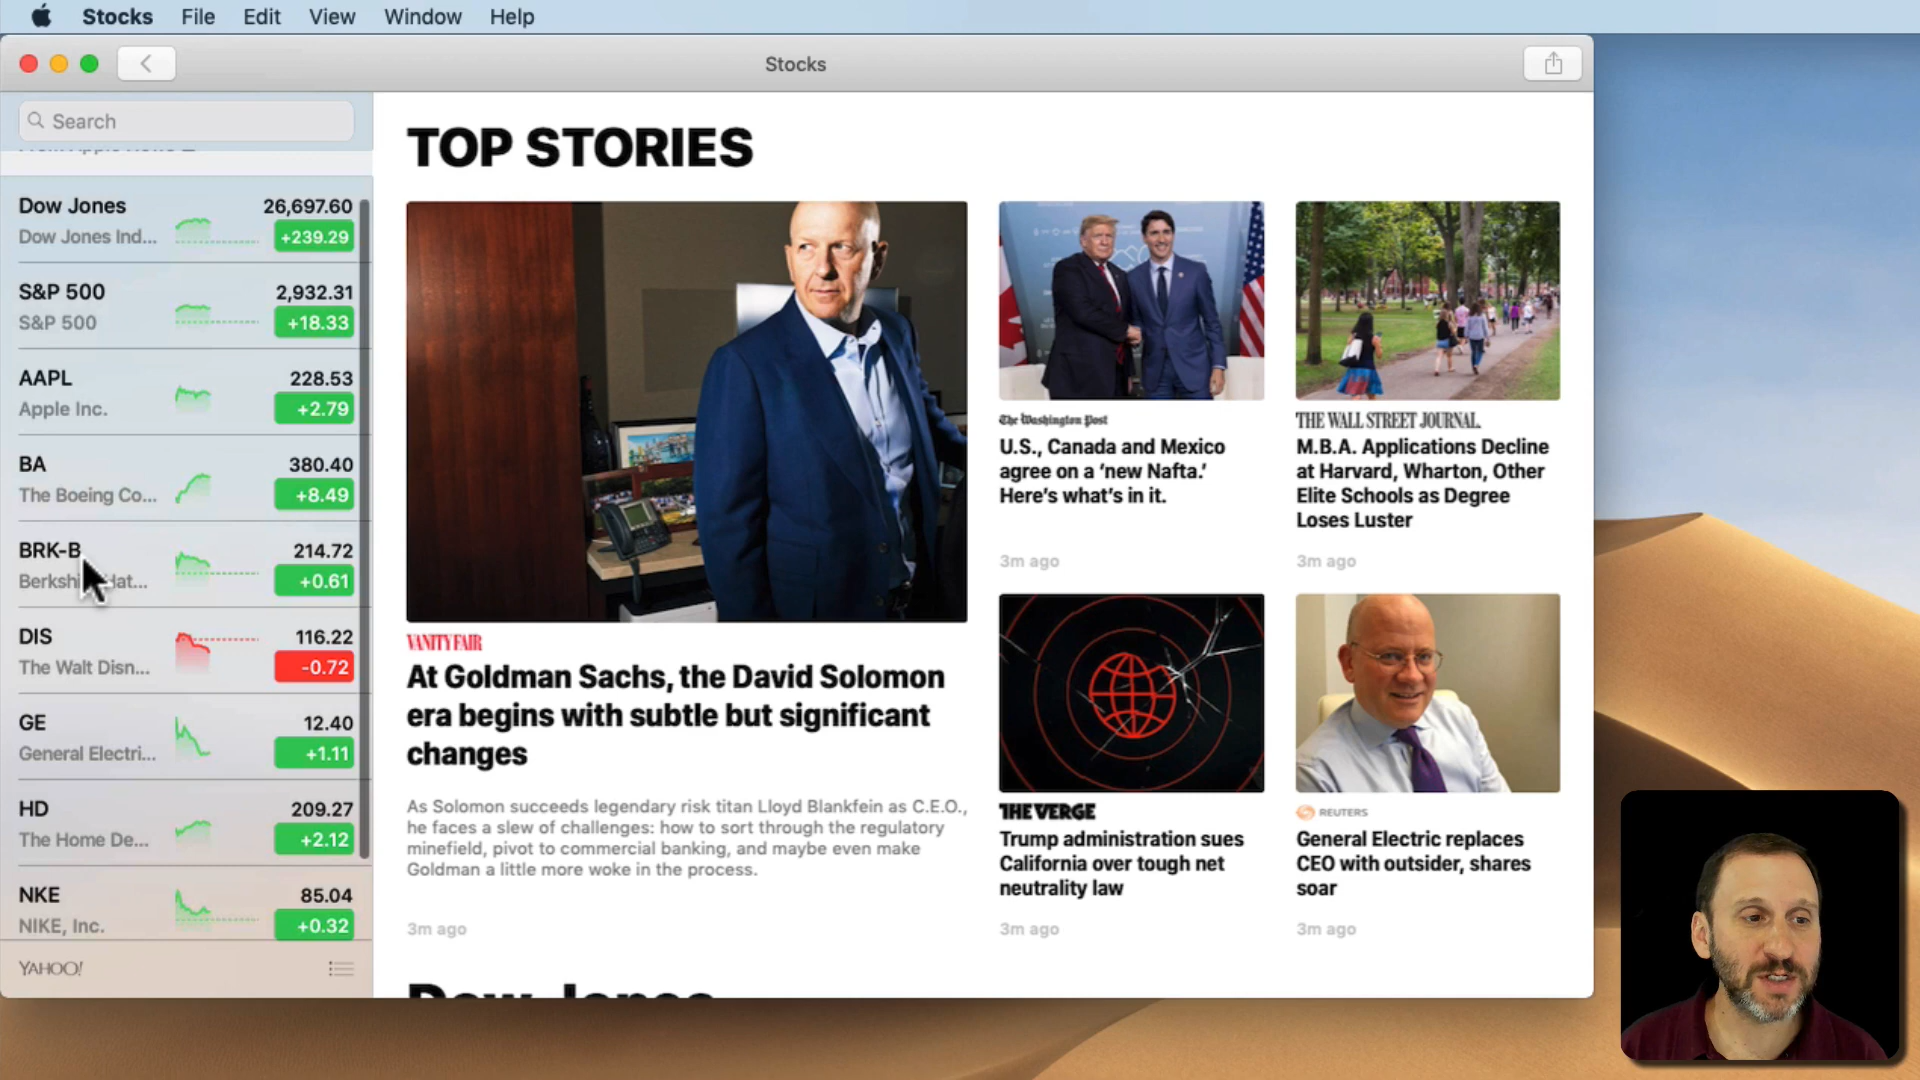 Stocks File Edit View Window Help
Stocks
Search
Dow Jones 26,697.60
Dow Jones Ind... +239.29
S&P 500 2,932.31
S&P 500 +18.33
AAPL 228.53
Apple Inc. +2.79
BA 380.40
The Boeing Co... +8.49
BRK-B 214.72
+0.61
DIS 116.22
The Walt Disn... -0.72
GE 12.40
General Electri... +1.11
HD 209.27
The Home De... +2.12
NKE 85.04
NIKE, Inc. +0.32
YAHOO!
TOP STORIES
VANITY FAIR
At Goldman Sachs, the David Solomon
era begins with subtle but significant
changes
As Solomon succeeds legendary risk titan Lloyd Blankfein as C.E.O.,
he faces a slew of challenges: how to sort through the regulatory
minefield, pivot to commercial banking, and maybe even make
Goldman a little more woke in the process.
3m ago
The Washington Post
U.S., Canada and Mexico
agree on a ‘new Nafta.’
Here’s what’s in it.
3m ago
THE WALL STREET JOURNAL.
M.B.A. Applications Decline
at Harvard, Wharton, Other
Elite Schools as Degree
Loses Luster
3m ago
THE VERGE
Trump administration sues
California over tough net
neutrality law
3m ago
REUTERS
General Electric replaces
CEO with outsider, shares
soar
3m ago
Dow Jones